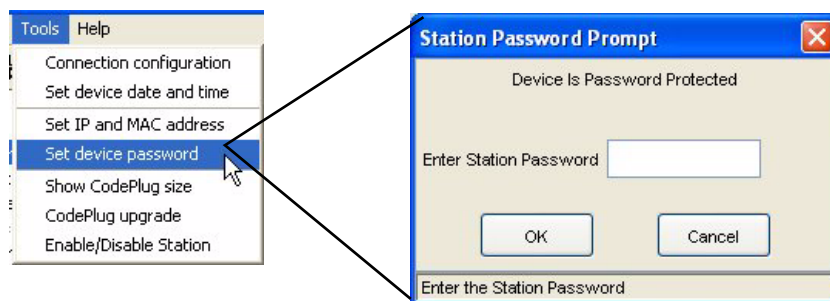 Tools Help
Connection configuration
Set device date and time
Set IP and MAC address
Set device password
Show CodePlug size
CodePlug upgrade
Enable/Disable Station
Station Password Prompt
Device Is Password Protected
Enter Station Password
OK Cancel
Enter the Station Password